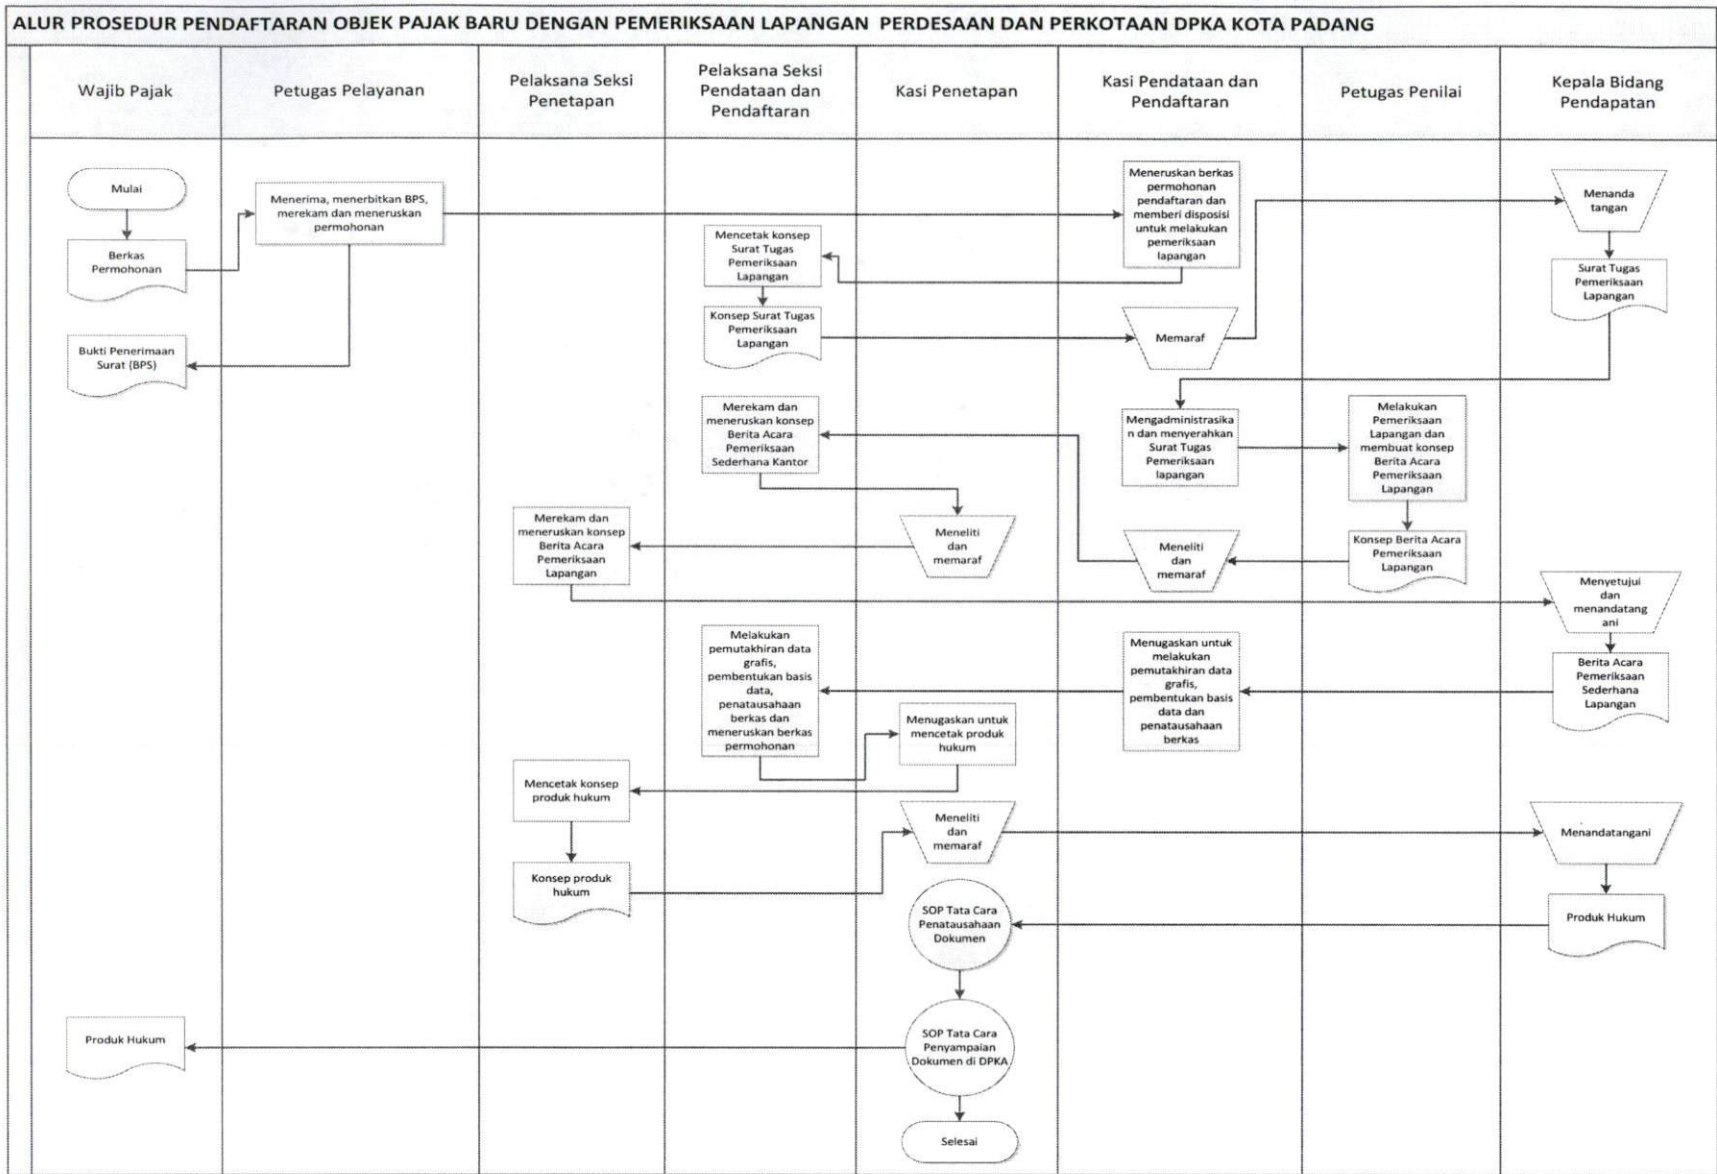 ALUR PROSEDUR PENDAFTARAN OBJEK PAJAK BARU DENGAN PEMERIKSAAN LAPANGAN PERDESAAN DAN PERKOTAAN DPKA KOTA PADANG
Wajib Pajak
Petugas Pelayanan
Pelaksana Seksi
Penetapan
Pelaksana Seksi
Pendataan dan
Pendaftaran
Kasi Penetapan
Kasi Pendataan dan
Pendaftaran
Petugas Penilai
Kepala Bidang
Pendapatan
Mulai
Berkas
Permohonan
Menerima, menerbitkan BPS,
merekam dan meneruskan
permohonan
Bukti Penerimaan
Surat (BPS)
Meneruskan berkas
permohonan
pendaftaran dan
memberi disposisi
untuk melakukan
pemeriksaan
lapangan
Mencetak konsep
Surat Tugas
Pemeriksaan
Lapangan
Konsep Surat Tugas
Pemeriksaan
Lapangan
Memaraf
Menanda
tangan
Surat Tugas
Pemeriksaan
Lapangan
Mengadministrasika
n dan menyerahkan
Surat Tugas
Pemeriksaan
lapangan
Melakukan
Pemeriksaan
Lapangan dan
membuat konsep
Berita Acara
Pemeriksaan
Lapangan
Konsep Berita Acara
Pemeriksaan
Lapangan
Meneliti
dan
memaraf
Merekam dan
meneruskan konsep
Berita Acara
Pemeriksaan
Sederhana Kantor
Meneliti
dan
memaraf
Merekam dan
meneruskan konsep
Berita Acara
Pemeriksaan
Lapangan
Menyetujui
dan
menandatang
ani
Berita Acara
Pemeriksaan
Sederhana
Lapangan
Menugaskan untuk
melakukan
pemutakhiran data
grafis,
pembentukan basis
data dan
penatausahaan
berkas
Melakukan
pemutakhiran data
grafis,
pembentukan basis
data,
penatausahaan
berkas dan
meneruskan berkas
permohonan
Menugaskan untuk
mencetak produk
hukum
Mencetak konsep
produk hukum
Konsep produk
hukum
Meneliti
dan
memaraf
Menandatangani
Produk Hukum
SOP Tata Cara
Penatausahaan
Dokumen
SOP Tata Cara
Penyampaian
Dokumen di DPKA
Produk Hukum
Selesai